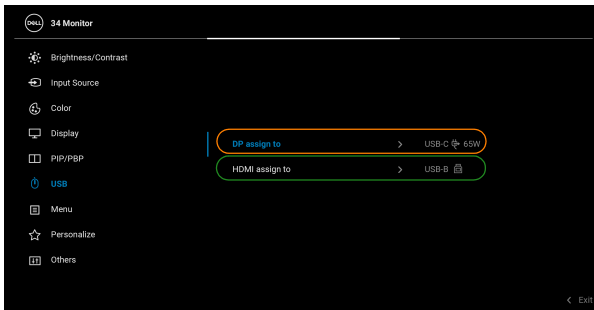 DELL 34 Monitor
Brightness/Contrast
Input Source
Color
Display
DP assign to > USB-C 65W
PIP/PBP
HDMI assign to > USB-B
USB
Menu
Personalize
Others
< Exit